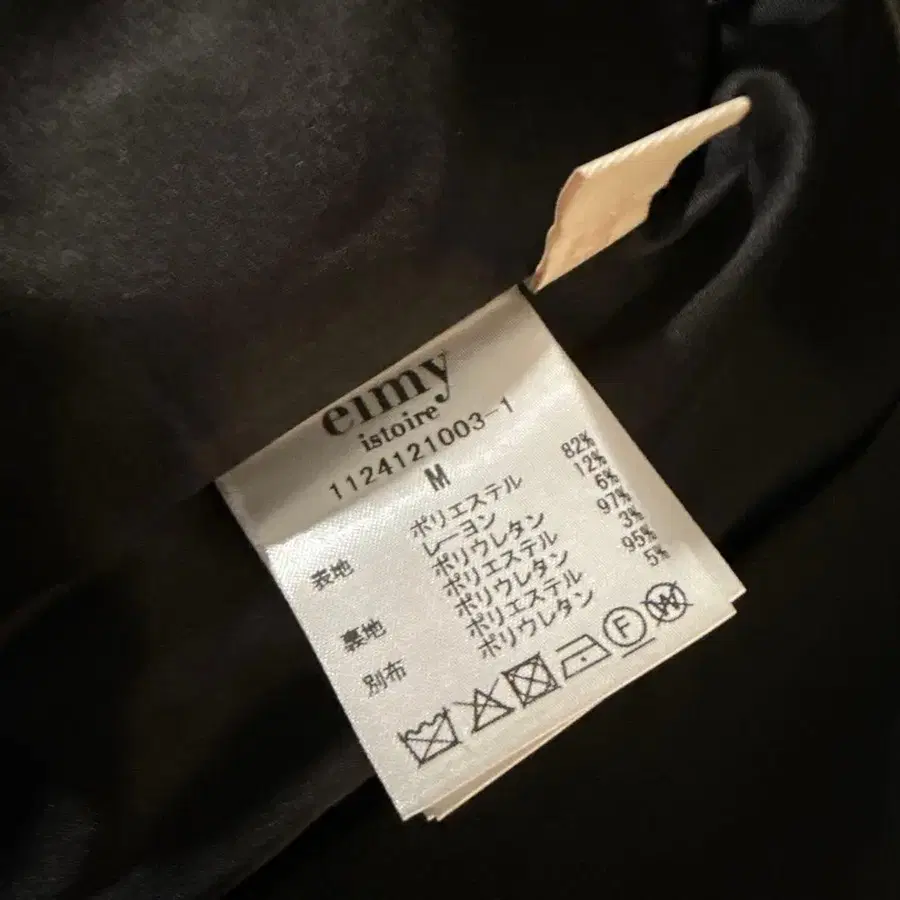 elmy
istoire
1124121003-1
M
表地 ポリエステル 82%
レーヨン 12%
ポリウレタン 6%
裏地 ポリエステル 97%
ポリウレタン 3%
別布 ポリエステル 95%
ポリウレタン 5%
F W